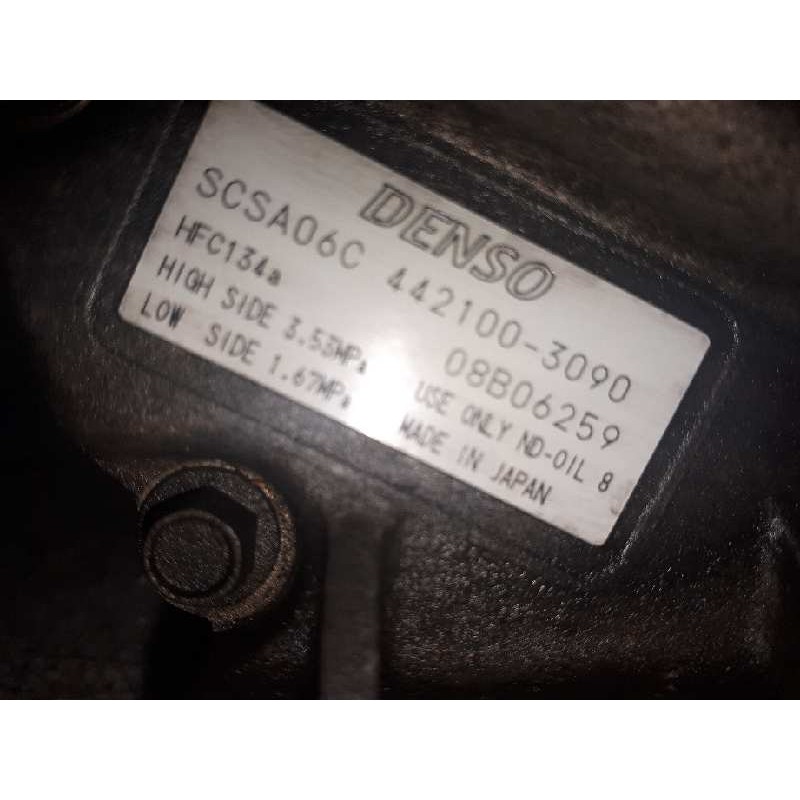 DENSO
SCSA06C 442100-3090
HFC134a 08B06259
HIGH SIDE 3.53MPa USE ONLY ND-OIL 8
LOW SIDE 1.67MPa MADE IN JAPAN